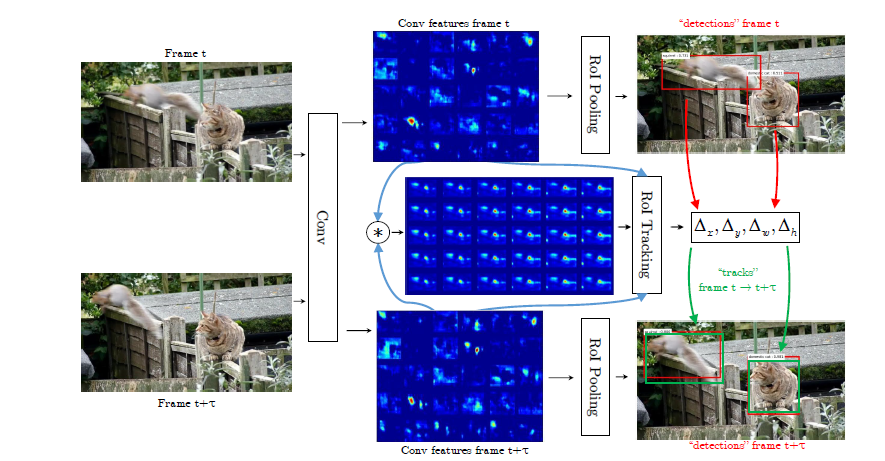 Conv features frame t
"detections" frame t
Frame t
RoI Pooling
Conv
*
RoI Tracking
Δx, Δy, Δw, Δh
"tracks"
frame t → t+τ
Frame t+τ
RoI Pooling
Conv features frame t+τ
"detections" frame t+τ